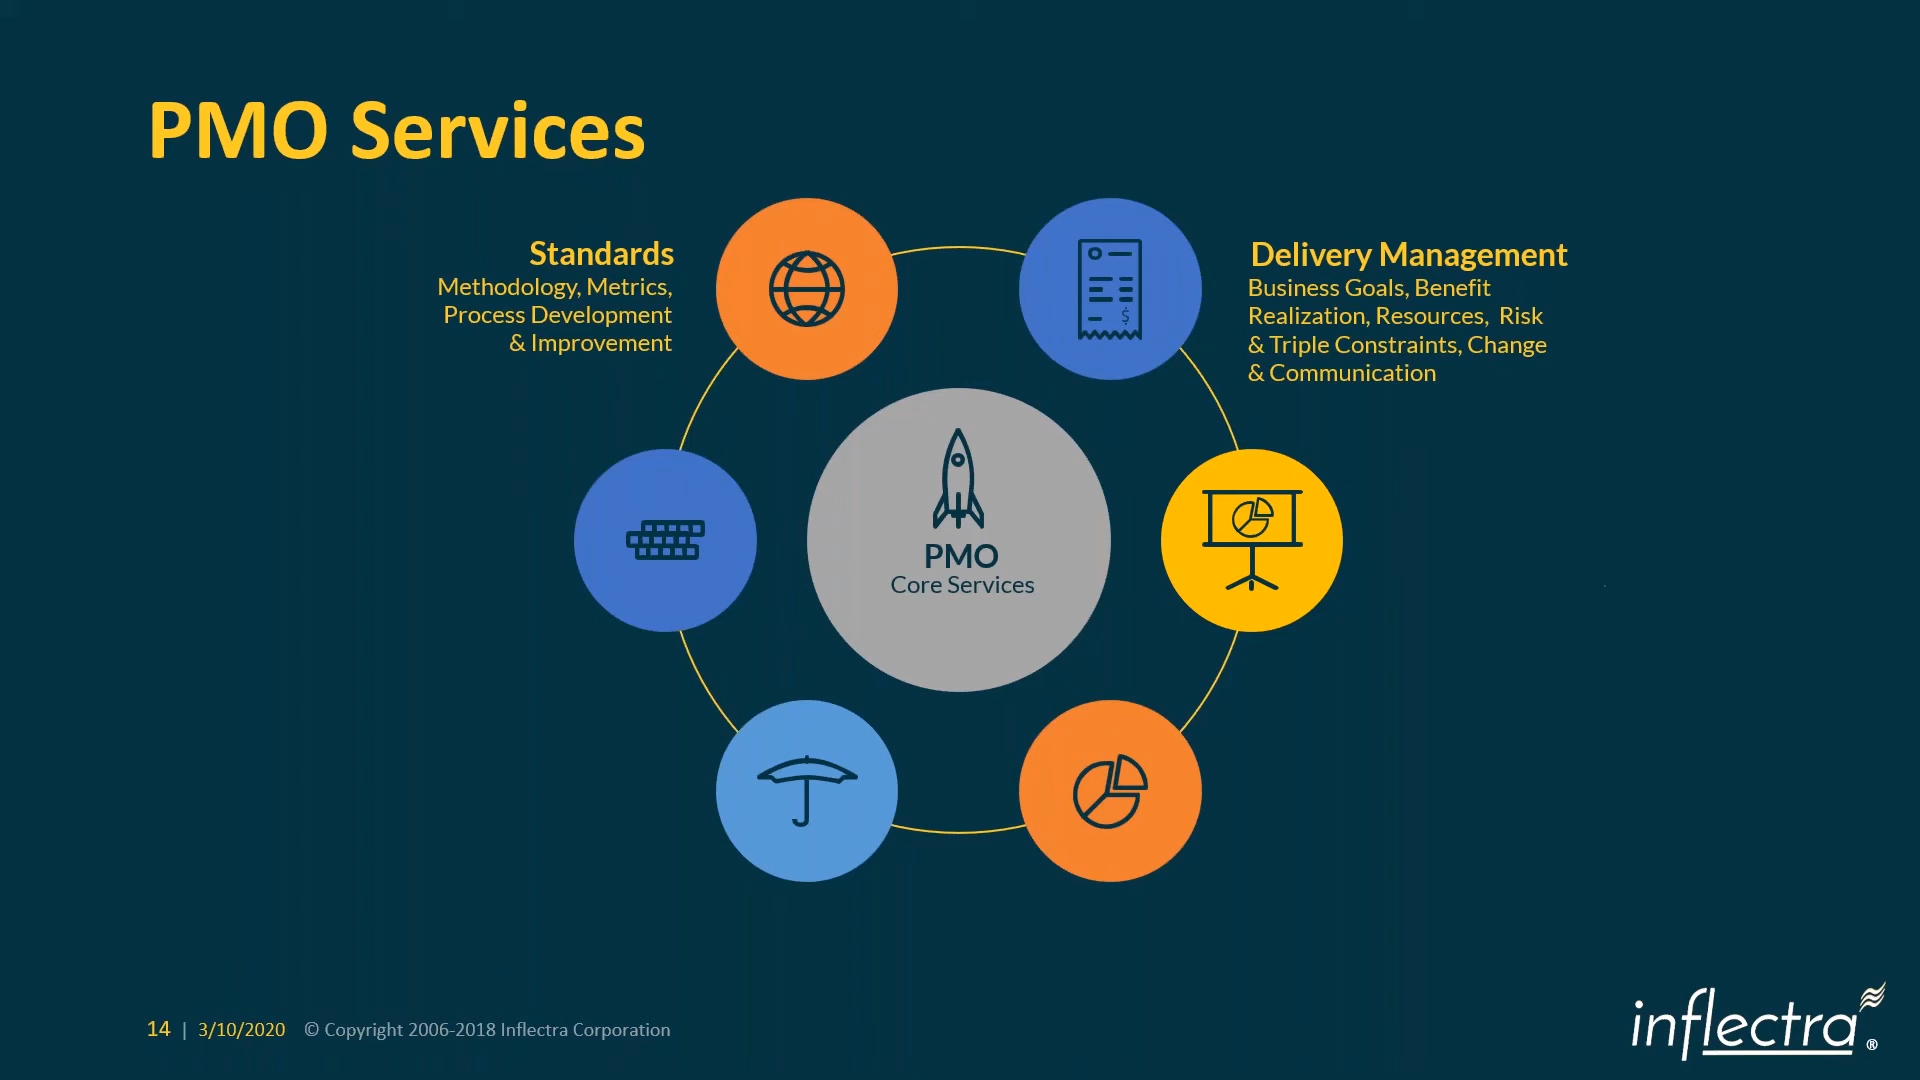 PMO Services
Standards
Methodology, Metrics,
Process Development
& Improvement
Delivery Management
Business Goals, Benefit
Realization, Resources, Risk
& Triple Constraints, Change
& Communication
$
PMO
Core Services
14 | 3/10/2020 © Copyright 2006-2018 Inflectra Corporation
inflectra®